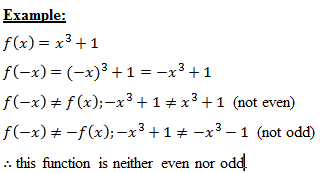 Example:
f(x) = x³ + 1
f(−x) = (−x)³ + 1 = −x³ + 1
f(−x) ≠ f(x); −x³ + 1 ≠ x³ + 1 (not even)
f(−x) ≠ −f(x); −x³ + 1 ≠ −x³ − 1 (not odd)
∴ this function is neither even nor odd